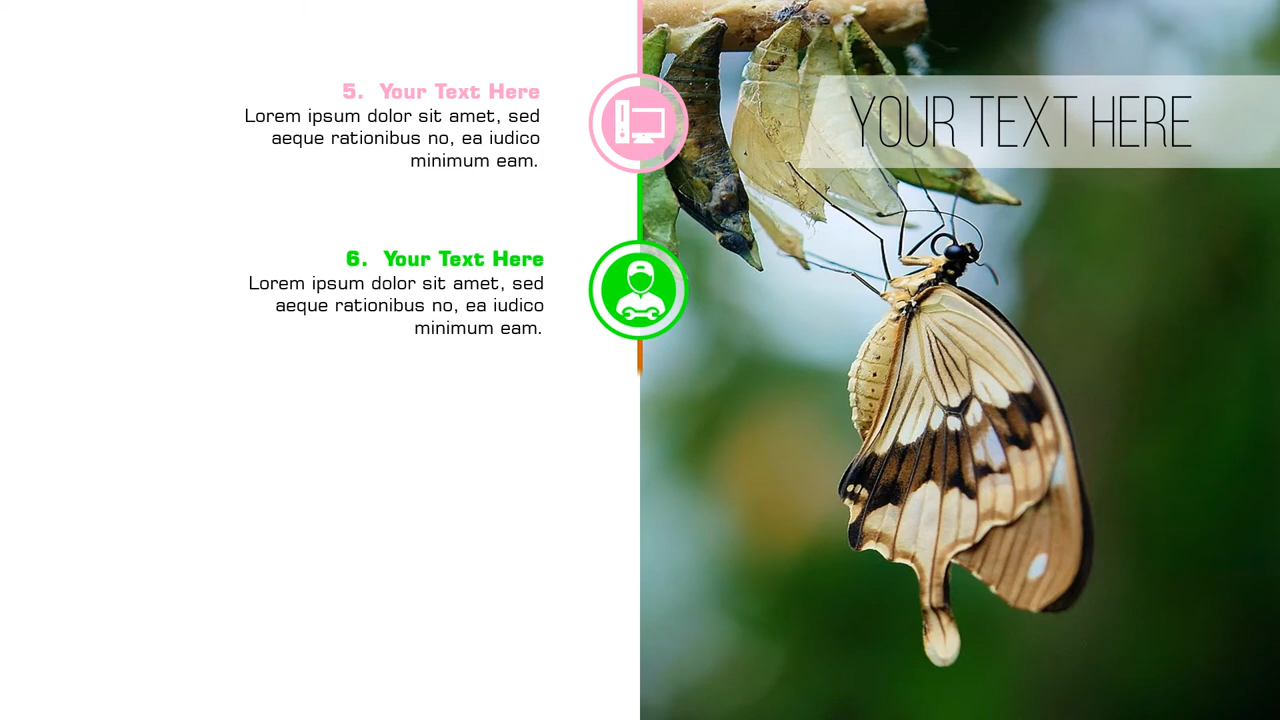 5. Your Text Here
Lorem ipsum dolor sit amet, sed
aeque rationibus no, ea iudico
minimum eam.
YOUR TEXT HERE
6. Your Text Here
Lorem ipsum dolor sit amet, sed
aeque rationibus no, ea iudico
minimum eam.